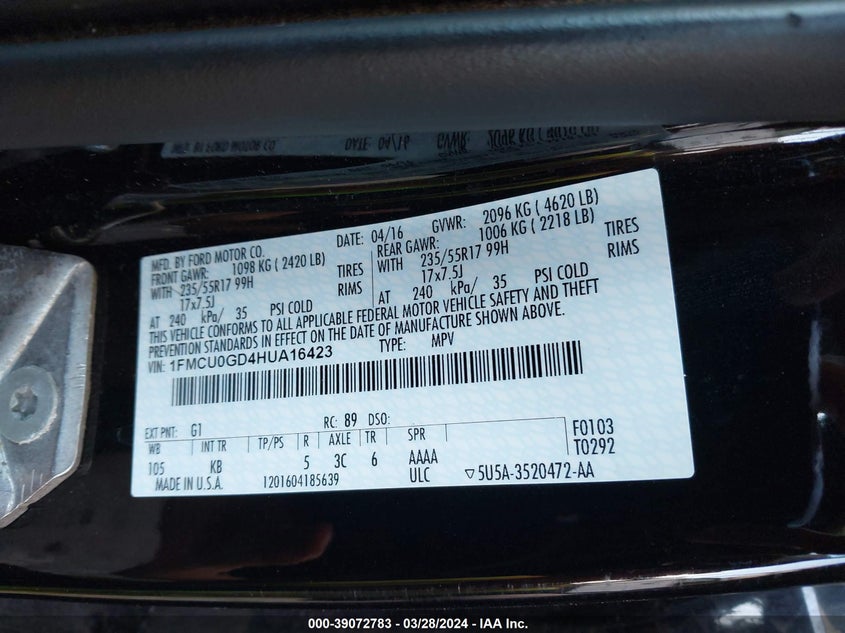 MFD. BY FORD MOTOR CO.
DATE: 04/16
GVWR: 2096 KG ( 4620 LB)
FRONT GAWR: 1098 KG ( 2420 LB)
REAR GAWR: 1006 KG ( 2218 LB)
WITH 235/55R17 99H TIRES
WITH 235/55R17 99H TIRES
17x7.5J RIMS
17x7.5J RIMS
AT 240 kPa/ 35 PSI COLD
AT 240 kPa/ 35 PSI COLD
THIS VEHICLE CONFORMS TO ALL APPLICABLE FEDERAL MOTOR VEHICLE SAFETY AND THEFT
PREVENTION STANDARDS IN EFFECT ON THE DATE OF MANUFACTURE SHOWN ABOVE.
VIN: 1FMCU0GD4HUA16423
TYPE: MPV
EXT PNT: G1 RC: 89 DSO:
F0103
WB INT TR TP/PS R AXLE TR SPR
T0292
105 KB 5 3C 6 AAAA
ULC
MADE IN U.S.A. 1201604185639
▽5U5A-3520472-AA
000-39072783 - 03/28/2024 - IAA Inc.